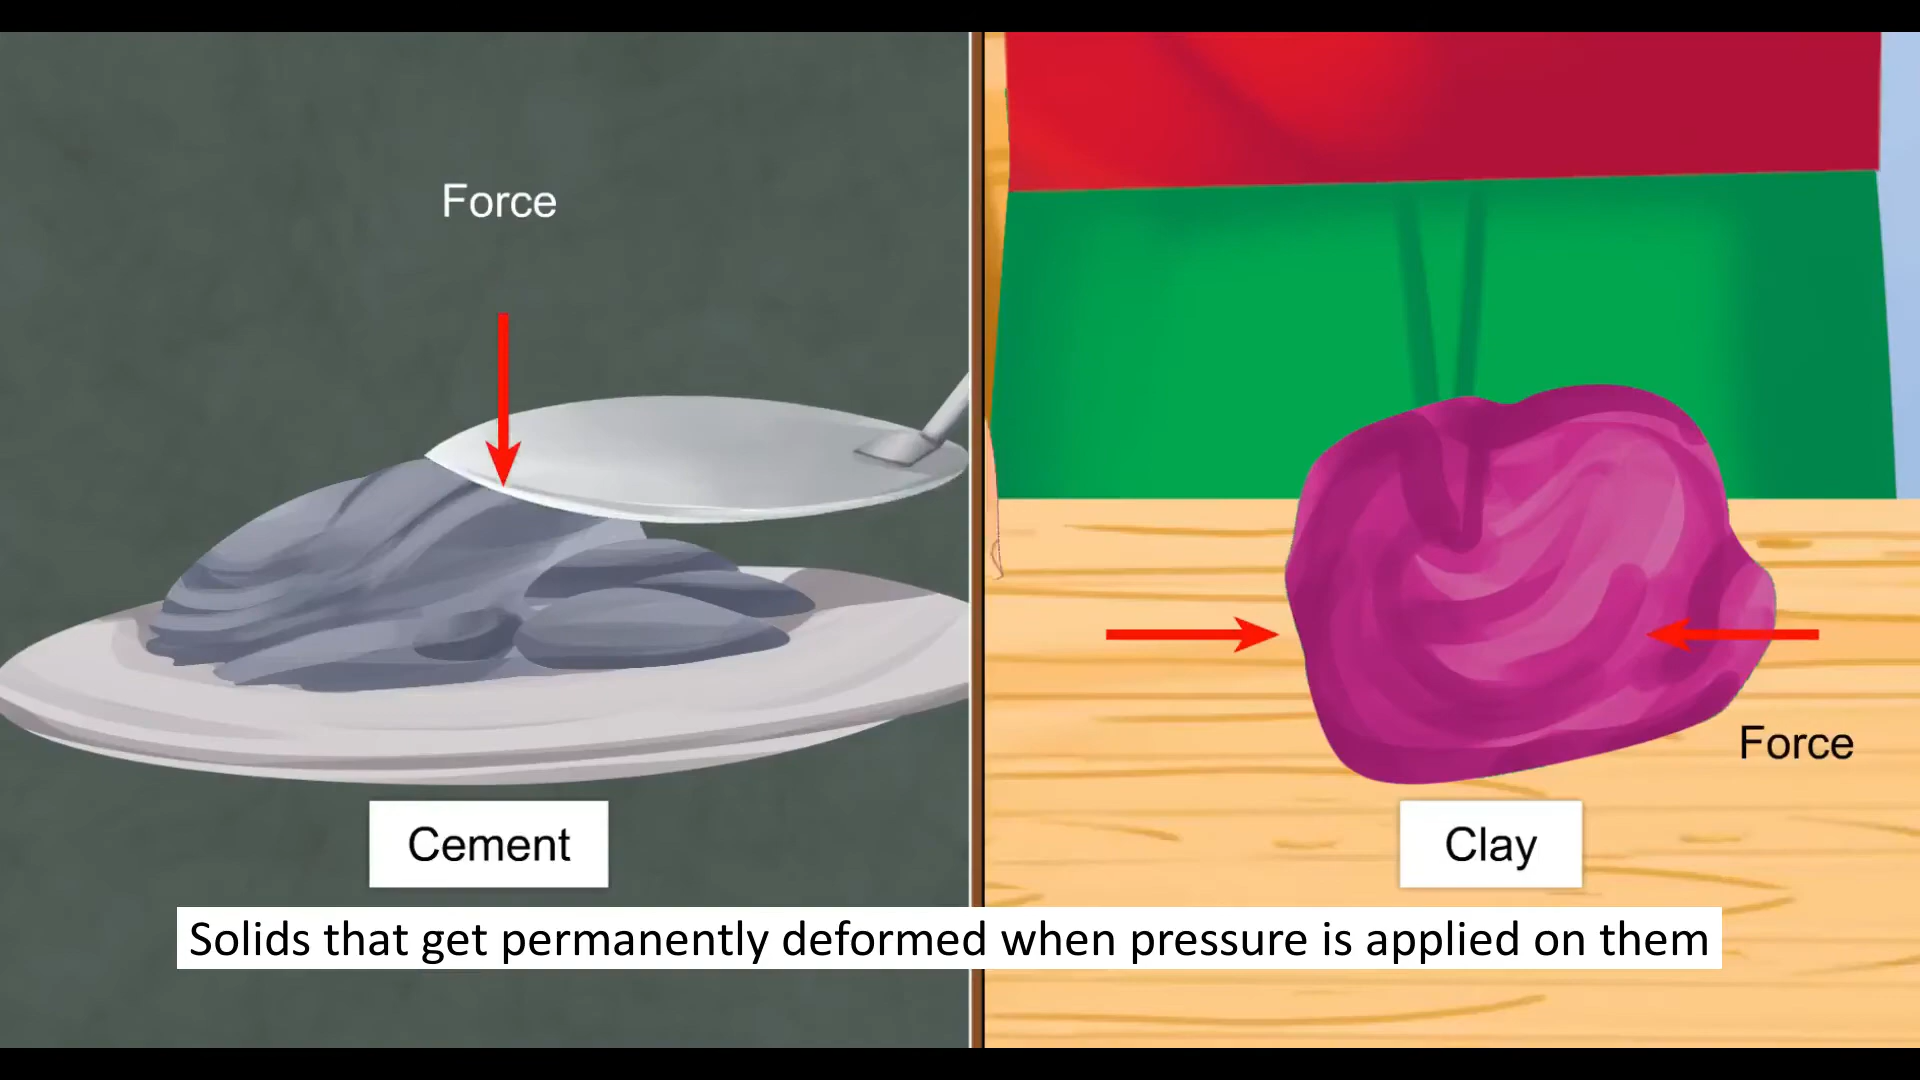 Force
Cement
Force
Clay
Solids that get permanently deformed when pressure is applied on them